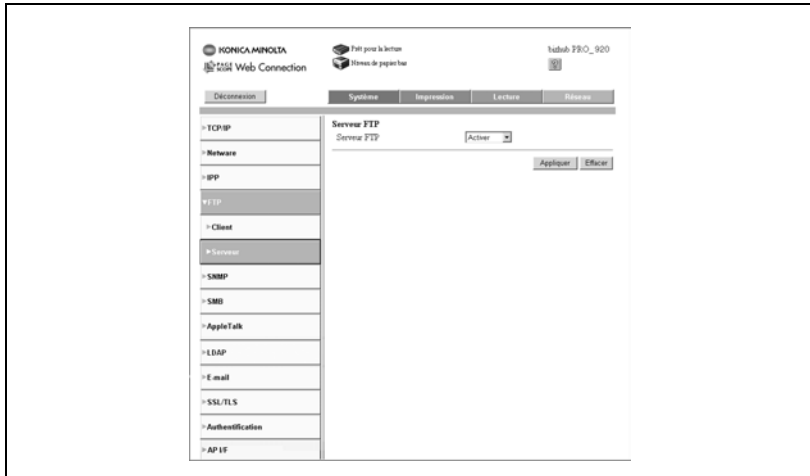 KONICA MINOLTA
PAGE SCOPE Web Connection
Prêt pour la lecture
Niveau de papier bas
bizhub PRO_920
Déconnexion
Système
Impression
Lecture
Réseau
TCP/IP
Netware
IPP
FTP
Client
Serveur
SNMP
SMB
AppleTalk
LDAP
E-mail
SSL/TLS
Authentification
AP I/F
Serveur FTP
Serveur FTP
Activer
Appliquer
Effacer